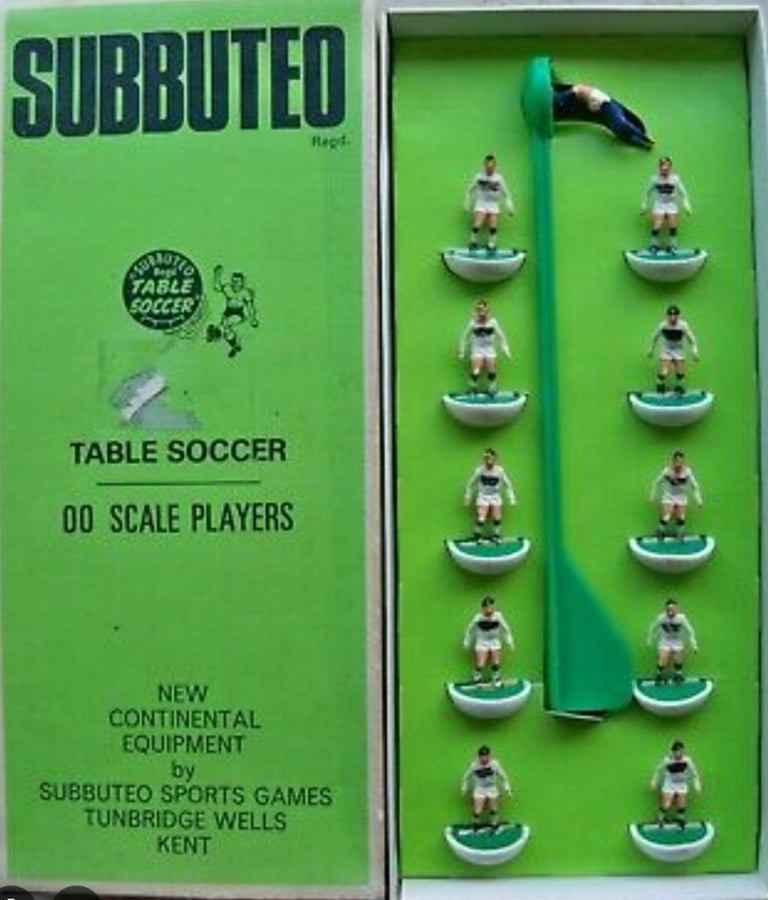 SUBBUTEO
Regd.
"SUBBUTEO"
Regd
TABLE
SOCCER
TABLE SOCCER
00 SCALE PLAYERS
NEW
CONTINENTAL
EQUIPMENT
by
SUBBUTEO SPORTS GAMES
TUNBRIDGE WELLS
KENT